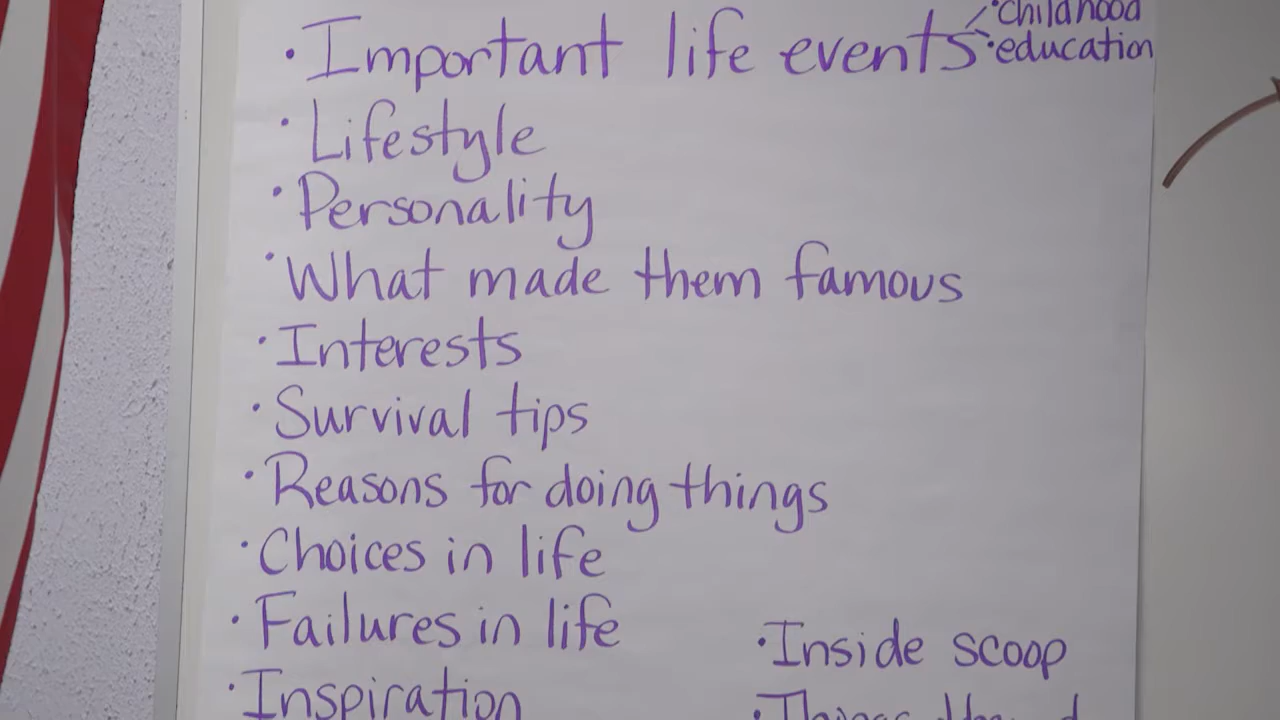 ·Important life events ·Childhood
·education
·Lifestyle
·Personality
·What made them famous
·Interests
·Survival tips
·Reasons for doing things
·Choices in life
·Failures in life
·Inspiration
·Inside scoop
·Things